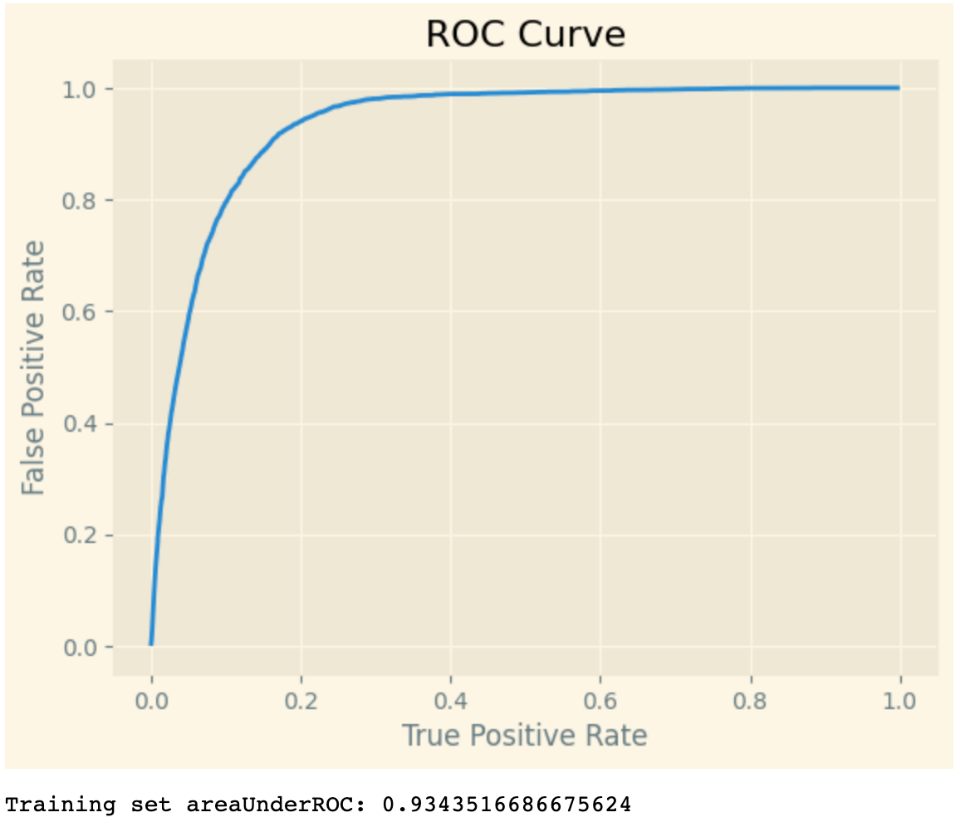 ROC Curve
1.0
0.8
0.6
0.4
0.2
0.0
False Positive Rate
0.0 0.2 0.4 0.6 0.8 1.0
True Positive Rate
Training set areaUnderROC: 0.9343516686675624